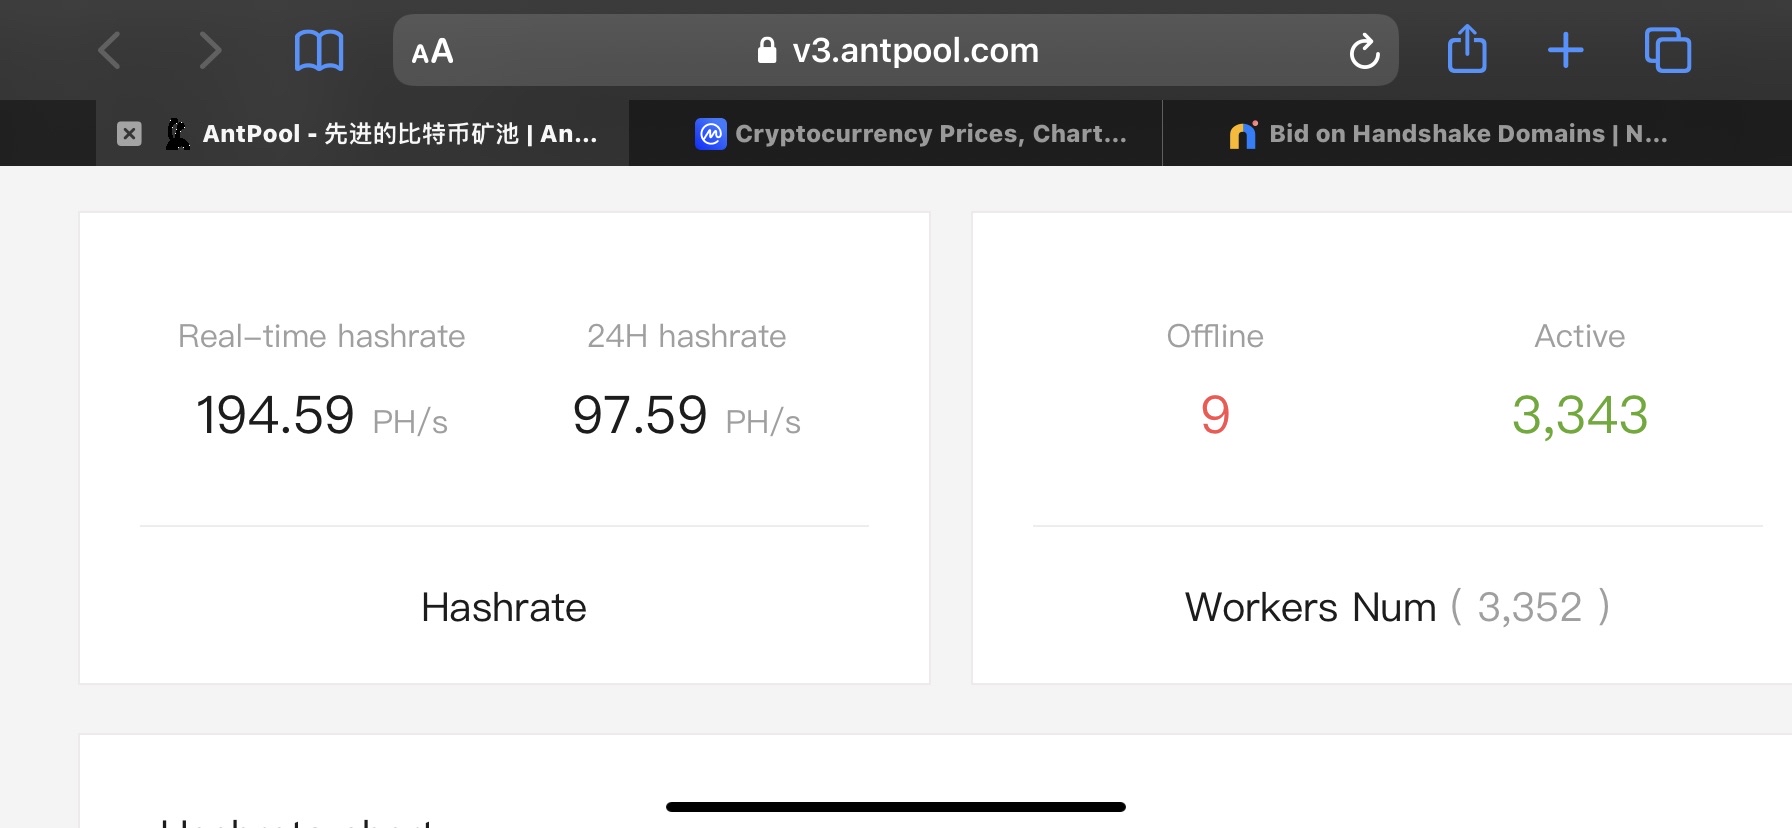 AA v3.antpool.com
AntPool - 先进的比特币矿池 | An...
Cryptocurrency Prices, Chart...
Bid on Handshake Domains | N...
Real-time hashrate
24H hashrate
194.59 PH/s
97.59 PH/s
Hashrate
Offline
Active
9
3,343
Workers Num ( 3,352 )